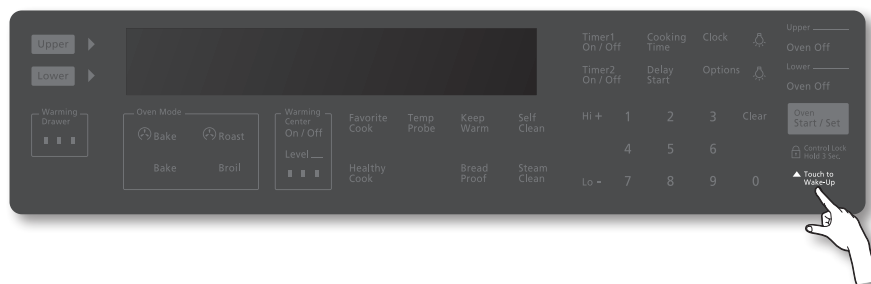 Upper
Lower
Timer1
On / Off
Cooking
Time
Clock
Upper
Oven Off
Timer2
On / Off
Delay
Start
Options
Lower
Oven Off
Warming
Drawer
Oven Mode
Bake
Roast
Bake
Broil
Warming
Center
On / Off
Level
Favorite
Cook
Temp
Probe
Keep
Warm
Self
Clean
Healthy
Cook
Bread
Proof
Steam
Clean
Hi + 1 2 3 Clear
4 5 6
Lo - 7 8 9 0
Oven
Start / Set
Control Lock
Hold 3 Sec.
Touch to
Wake-Up